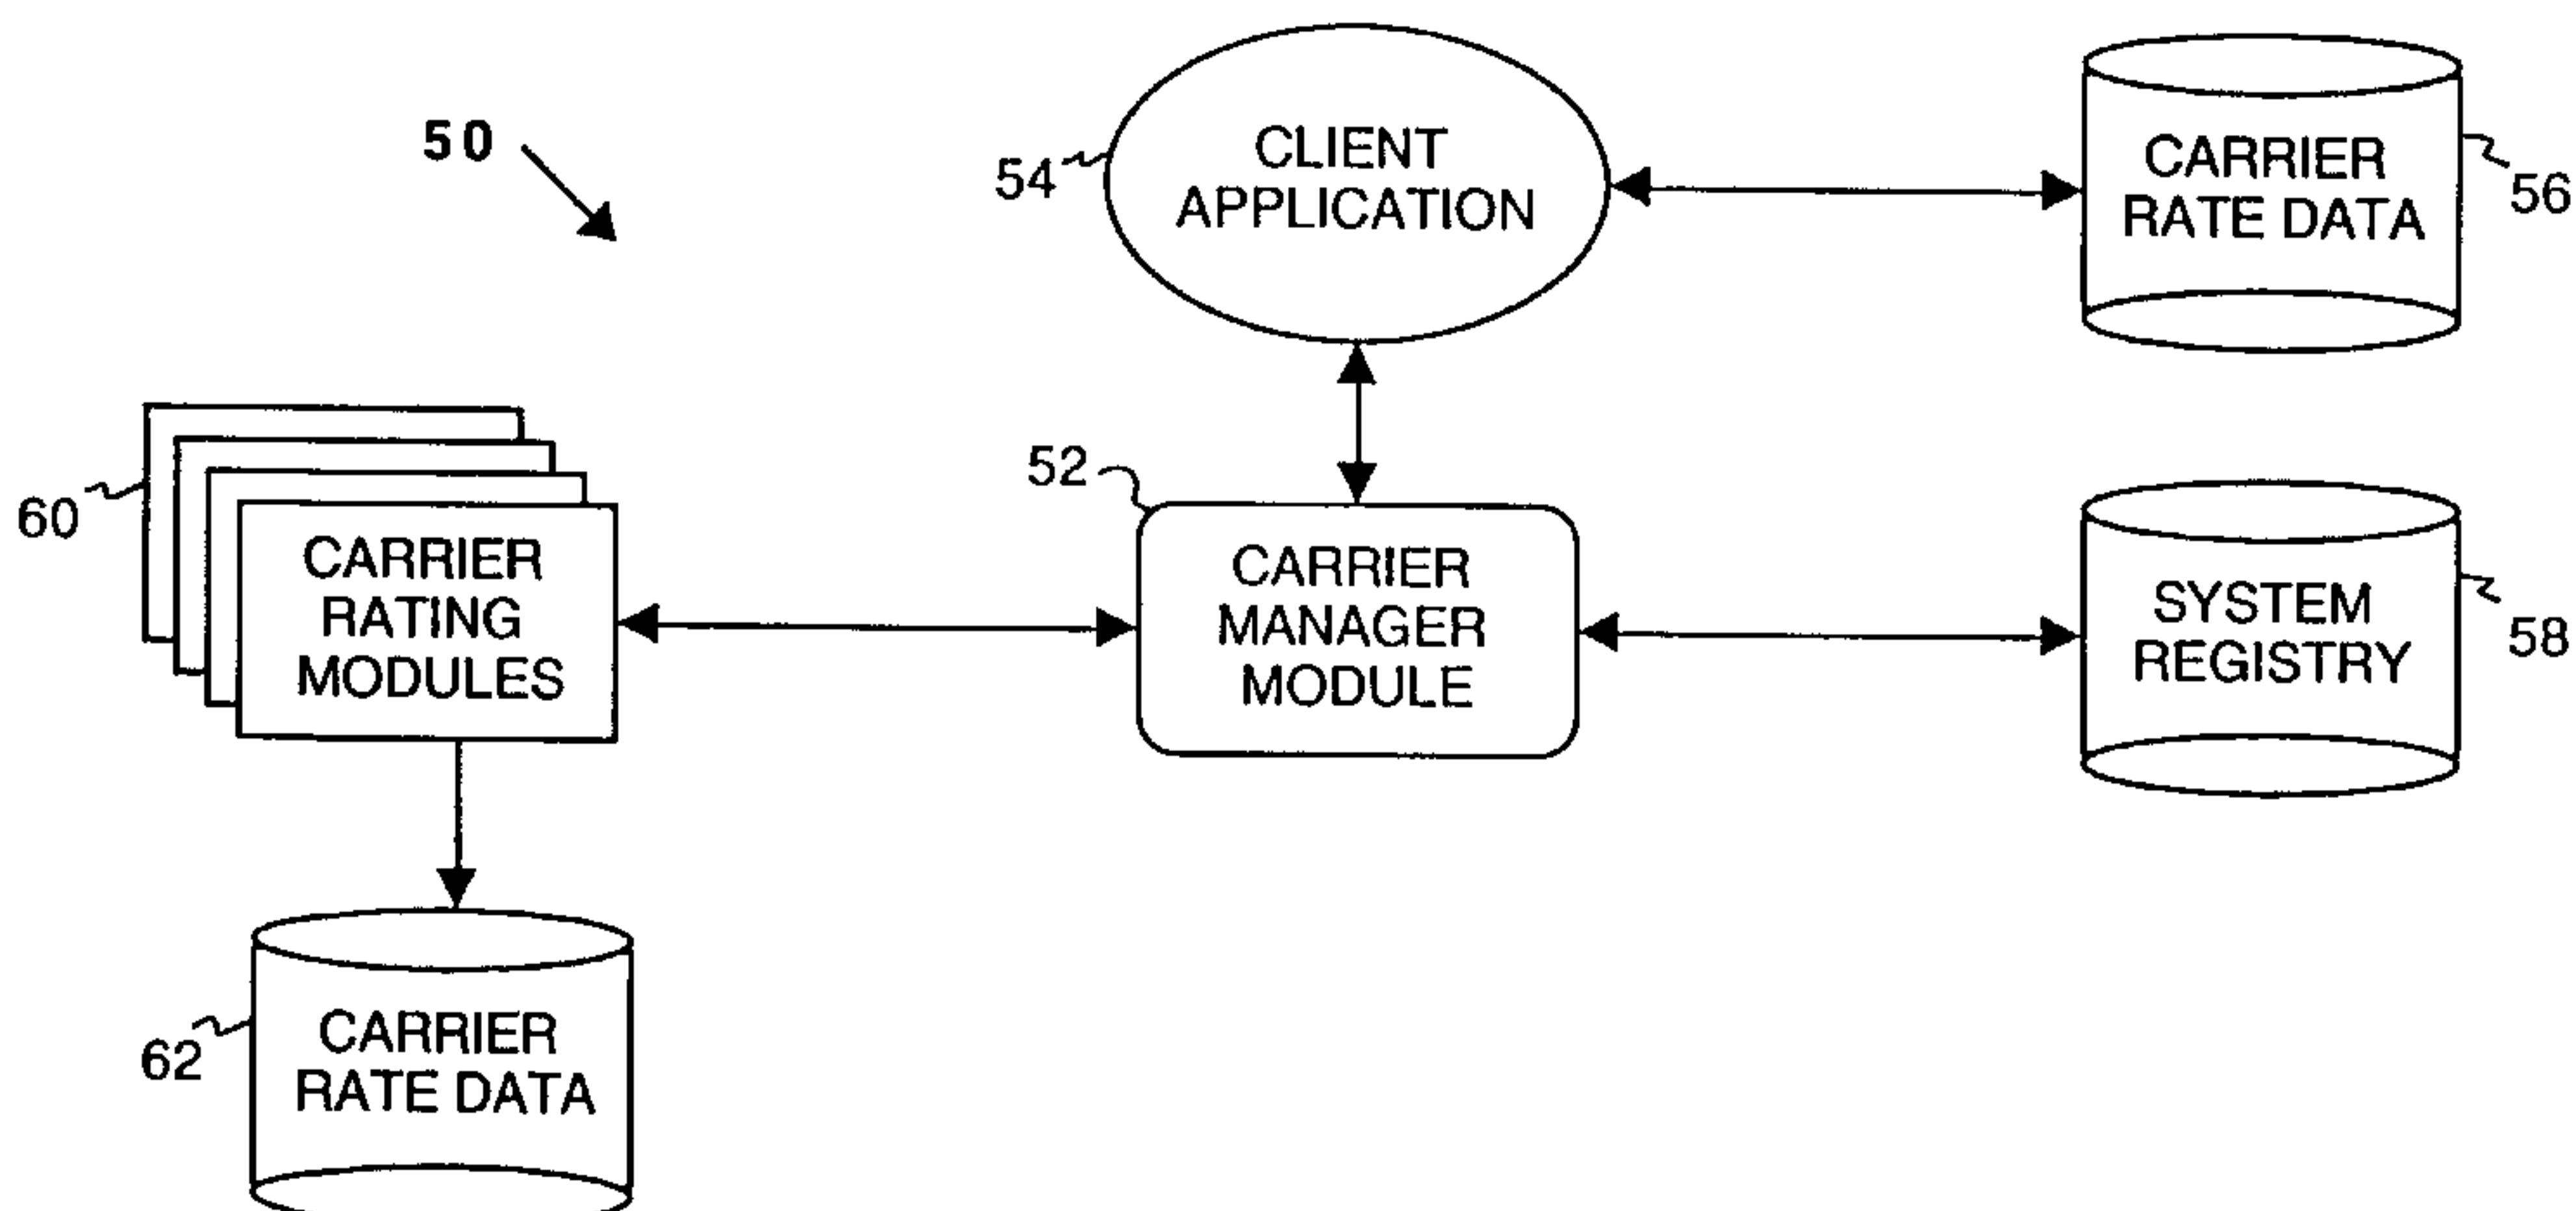 50
54
CLIENT
APPLICATION
CARRIER
RATE DATA
56
60
CARRIER
RATING
MODULES
52
CARRIER
MANAGER
MODULE
SYSTEM
REGISTRY
58
62
CARRIER
RATE DATA